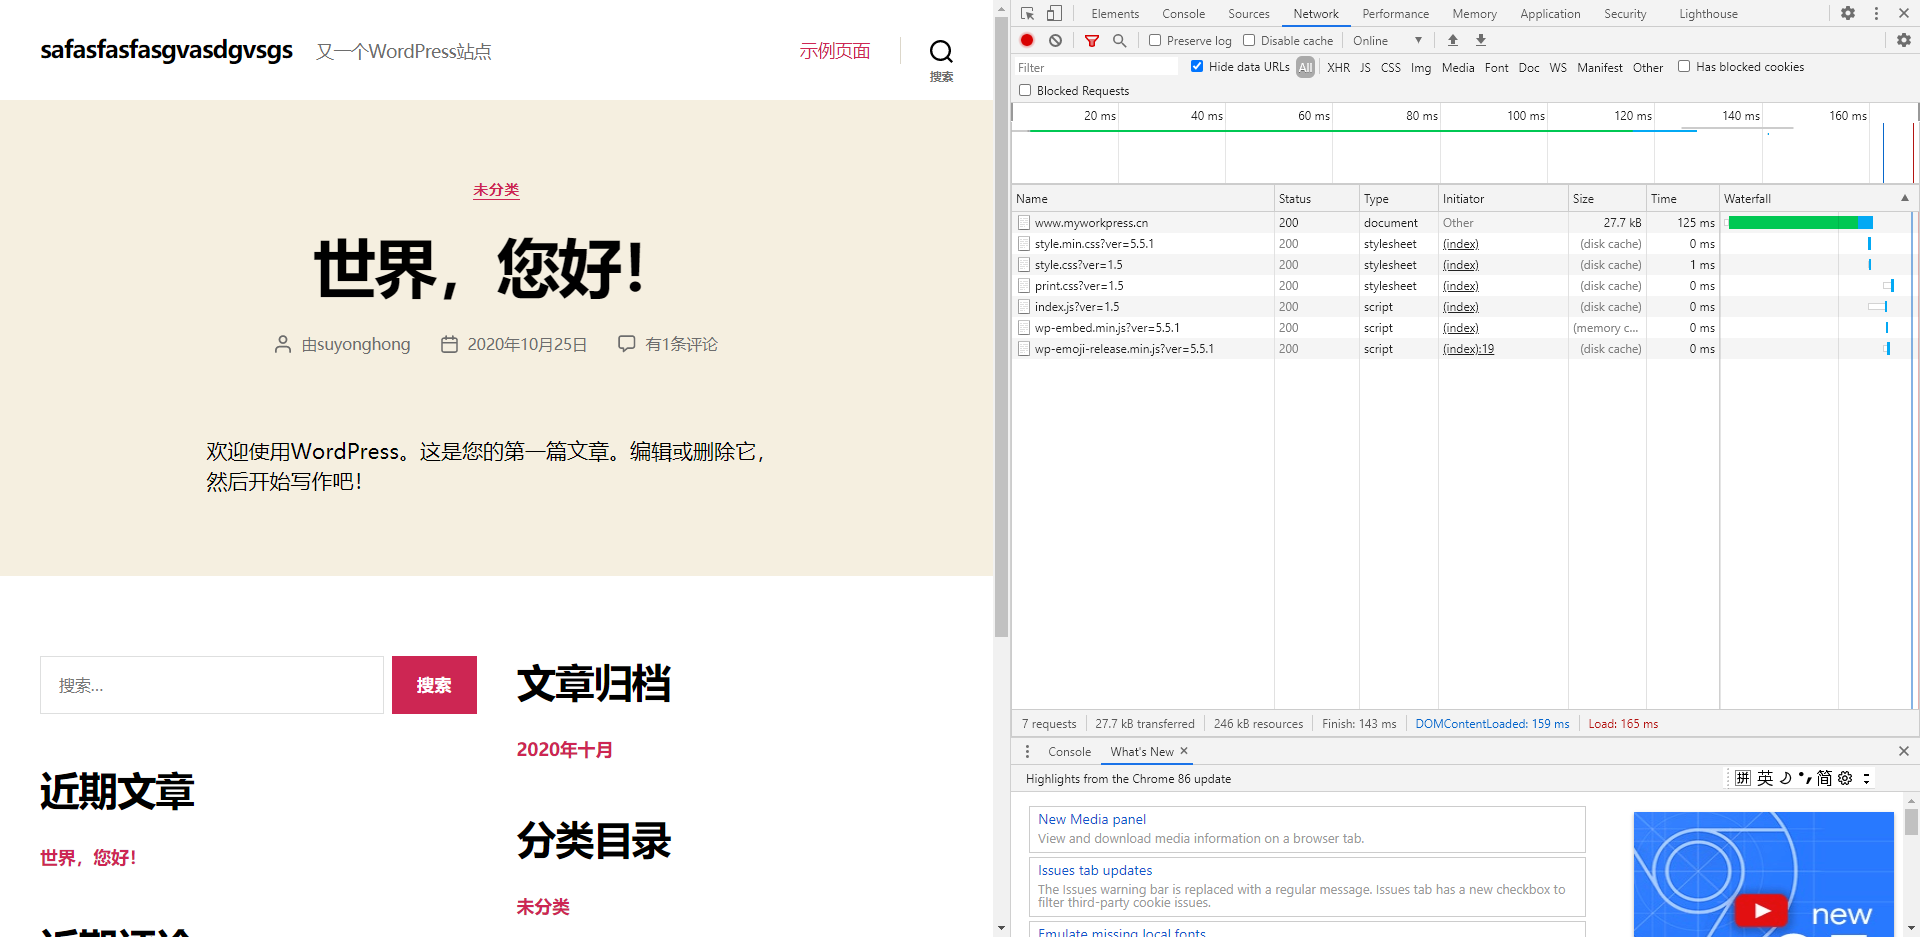 safasfasfasgvasdgvsgs 又一个WordPress站点 示例页面 搜索
未分类
世界，您好！
由suyonghong 2020年10月25日 有1条评论
欢迎使用WordPress。这是您的第一篇文章。编辑或删除它，
然后开始写作吧！
搜索… 搜索
近期文章
世界，您好！
近期评论
文章归档
2020年十月
分类目录
未分类
Elements Console Sources Network Performance Memory Application Security Lighthouse
Preserve log Disable cache Online
Filter Hide data URLs All XHR JS CSS Img Media Font Doc WS Manifest Other Has blocked cookies
Blocked Requests
20 ms 40 ms 60 ms 80 ms 100 ms 120 ms 140 ms 160 ms
Name Status Type Initiator Size Time Waterfall
www.myworkpress.cn 200 document Other 27.7 kB 125 ms
style.min.css?ver=5.5.1 200 stylesheet (index) (disk cache) 0 ms
style.css?ver=1.5 200 stylesheet (index) (disk cache) 1 ms
print.css?ver=1.5 200 stylesheet (index) (disk cache) 0 ms
index.js?ver=1.5 200 script (index) (disk cache) 0 ms
wp-embed.min.js?ver=5.5.1 200 script (index) (memory c... 0 ms
wp-emoji-release.min.js?ver=5.5.1 200 script (index):19 (disk cache) 0 ms
7 requests 27.7 kB transferred 246 kB resources Finish: 143 ms DOMContentLoaded: 159 ms Load: 165 ms
Console What's New
Highlights from the Chrome 86 update
拼 英 简
New Media panel
View and download media information on a browser tab.
Issues tab updates
The Issues warning bar is replaced with a regular message. Issues tab has a new checkbox to
filter third-party cookie issues.
Emulate missing local fonts
new